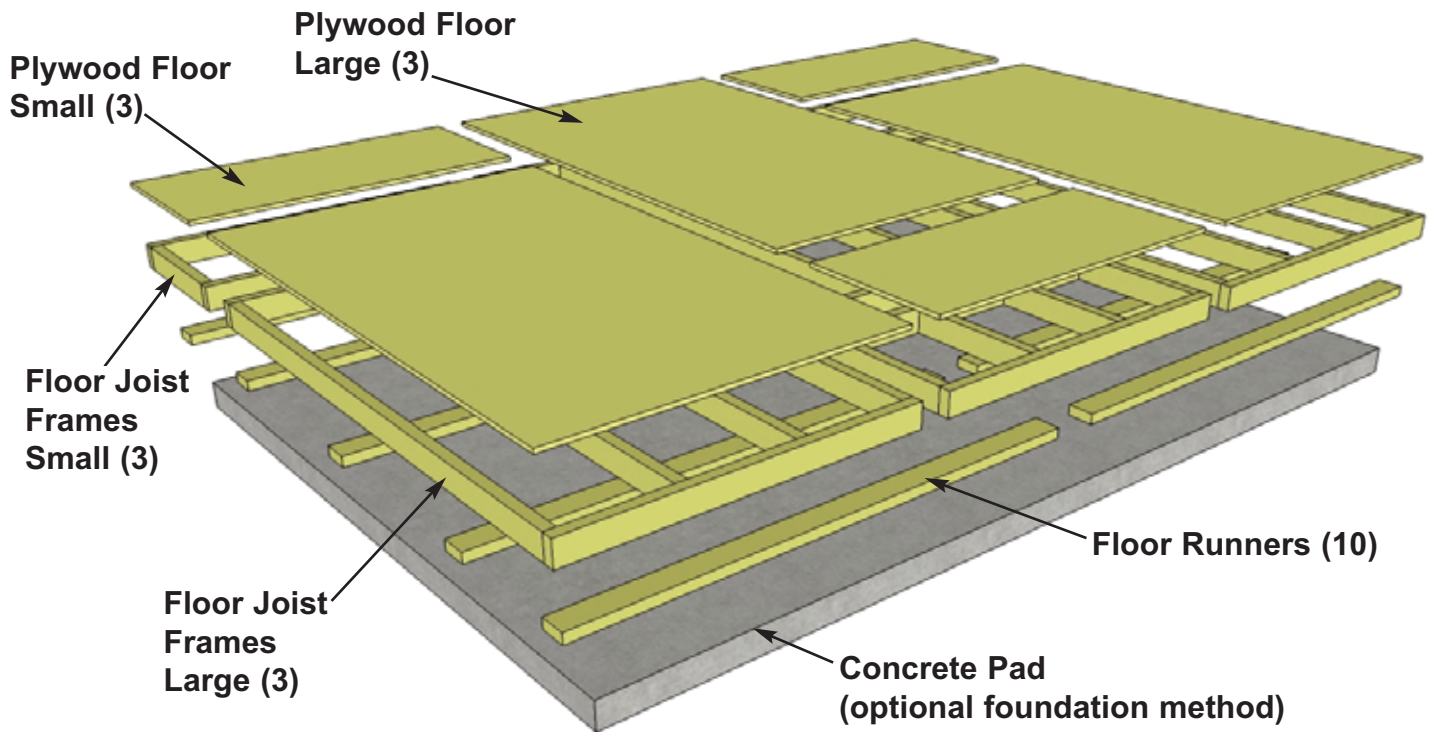 Plywood Floor
Large (3)
Plywood Floor
Small (3)
Floor Joist
Frames
Small (3)
Floor Runners (10)
Floor Joist
Frames
Large (3)
Concrete Pad
(optional foundation method)